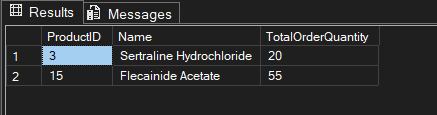 Results Messages
ProductID Name TotalOrderQuantity
1 3 Sertraline Hydrochloride 20
2 15 Flecainide Acetate 55